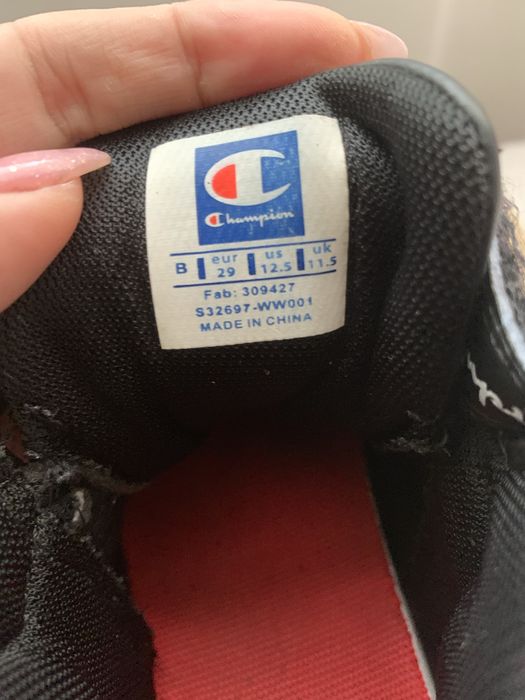 Champion
B eur 29 us 12.5 uk 11.5
Fab: 309427
S32697-WW001
MADE IN CHINA